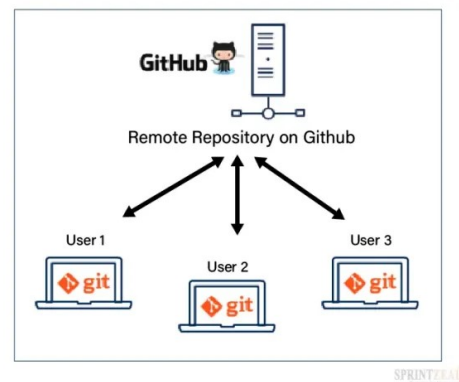 GitHub
Remote Repository on Github
User 1
User 2
User 3
git
git
git
SPRINTZEAL